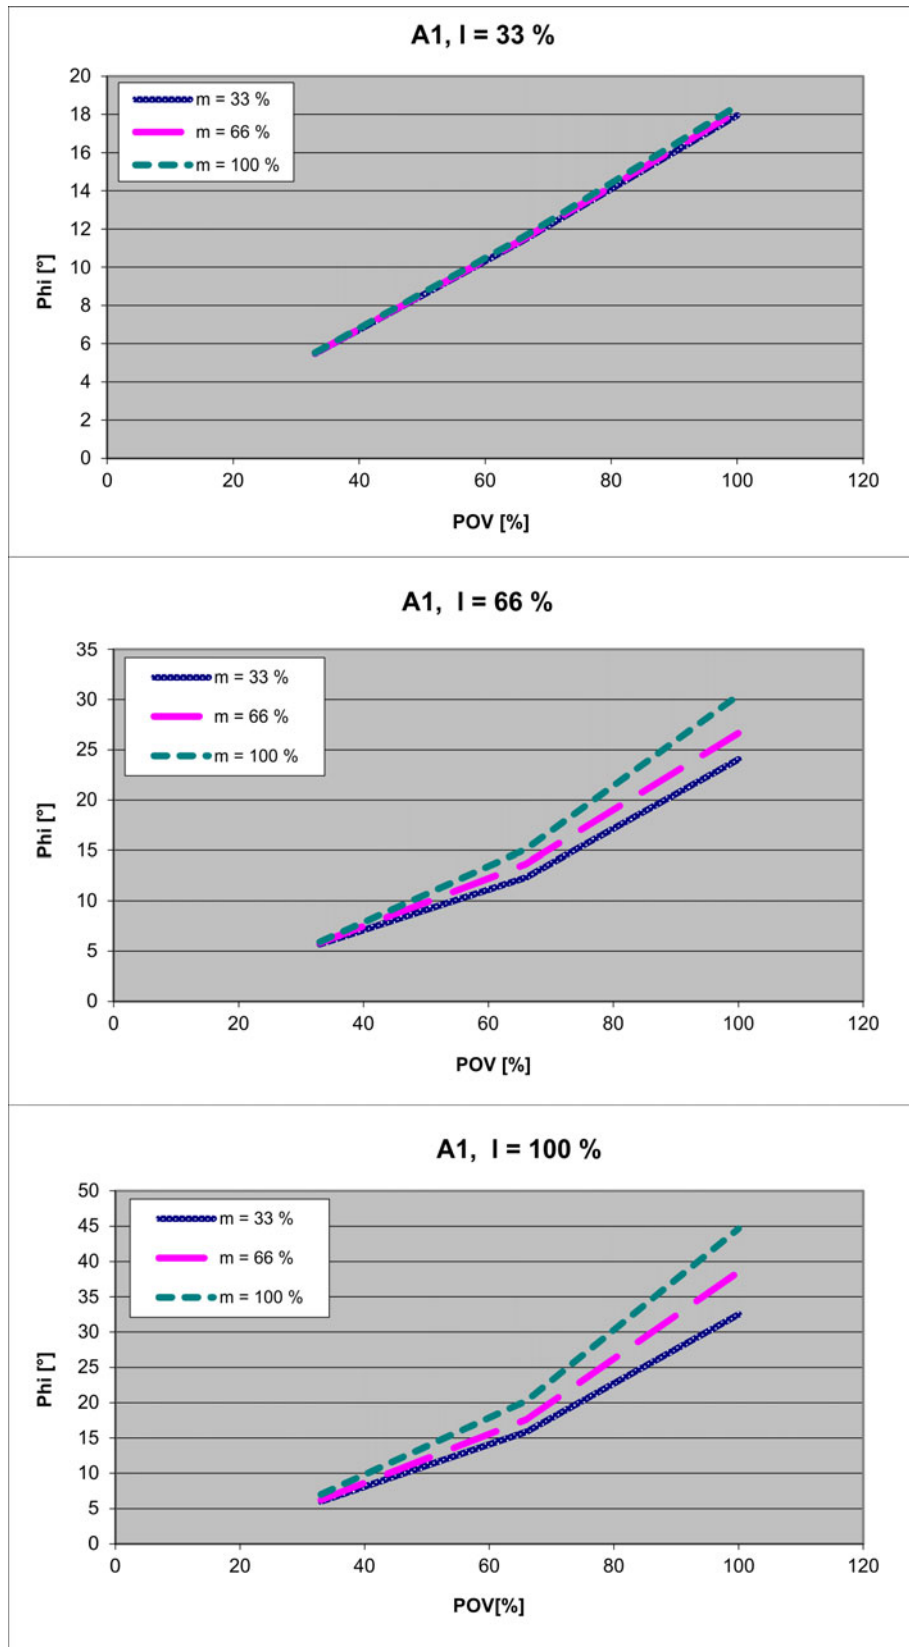 A1, l = 33 %
20
18
16
14
12
10
8
6
4
2
0
Phi [°]
m = 33 %
m = 66 %
m = 100 %
0 20 40 60 80 100 120
POV [%]
A1, l = 66 %
35
30
25
20
15
10
5
0
Phi [°]
m = 33 %
m = 66 %
m = 100 %
0 20 40 60 80 100 120
POV [%]
A1, l = 100 %
50
45
40
35
30
25
20
15
10
5
0
Phi [°]
m = 33 %
m = 66 %
m = 100 %
0 20 40 60 80 100 120
POV[%]